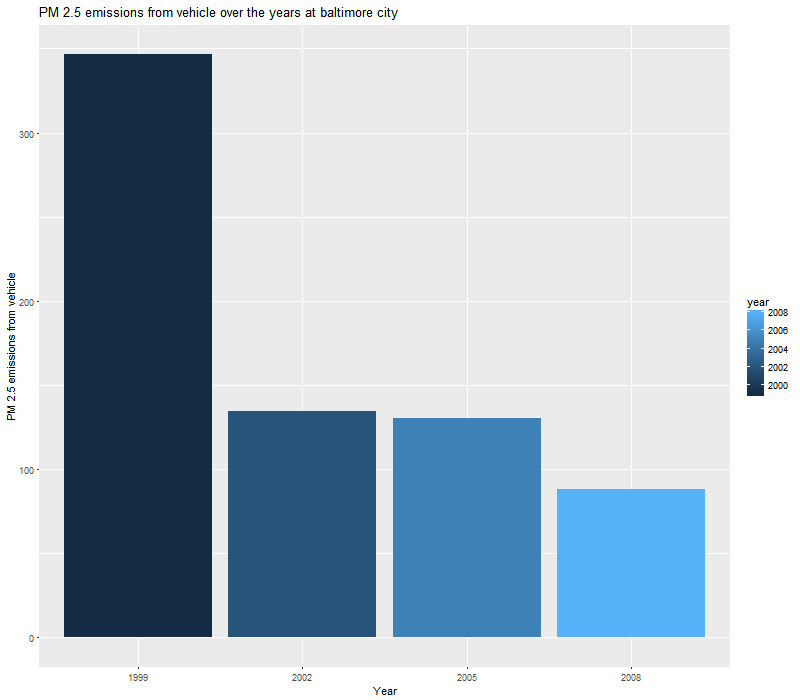 PM 2.5 emissions from vehicle over the years at baltimore city
PM 2.5 emissions from vehicle
300
200
100
0
1999 2002 2005 2008
Year
year
2008
2006
2004
2002
2000